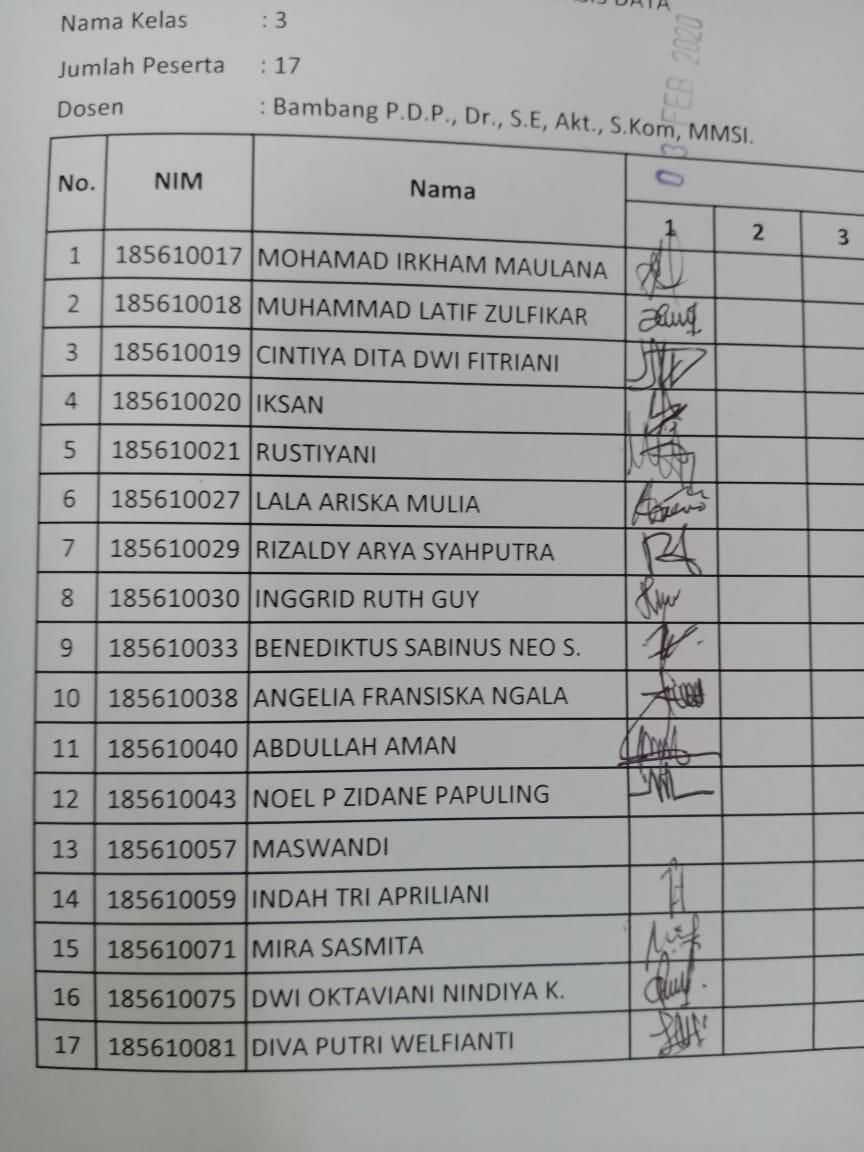 DATA
Nama Kelas : 3
Jumlah Peserta : 17
Dosen : Bambang P.D.P., Dr., S.E, Akt., S.Kom, MMSI.
03 FEB 2020
No. NIM Nama
1 2 3
1 185610017 MOHAMAD IRKHAM MAULANA
2 185610018 MUHAMMAD LATIF ZULFIKAR
3 185610019 CINTIYA DITA DWI FITRIANI
4 185610020 IKSAN
5 185610021 RUSTIYANI
6 185610027 LALA ARISKA MULIA
7 185610029 RIZALDY ARYA SYAHPUTRA
8 185610030 INGGRID RUTH GUY
9 185610033 BENEDIKTUS SABINUS NEO S.
10 185610038 ANGELIA FRANSISKA NGALA
11 185610040 ABDULLAH AMAN
12 185610043 NOEL P ZIDANE PAPULING
13 185610057 MASWANDI
14 185610059 INDAH TRI APRILIANI
15 185610071 MIRA SASMITA
16 185610075 DWI OKTAVIANI NINDIYA K.
17 185610081 DIVA PUTRI WELFIANTI